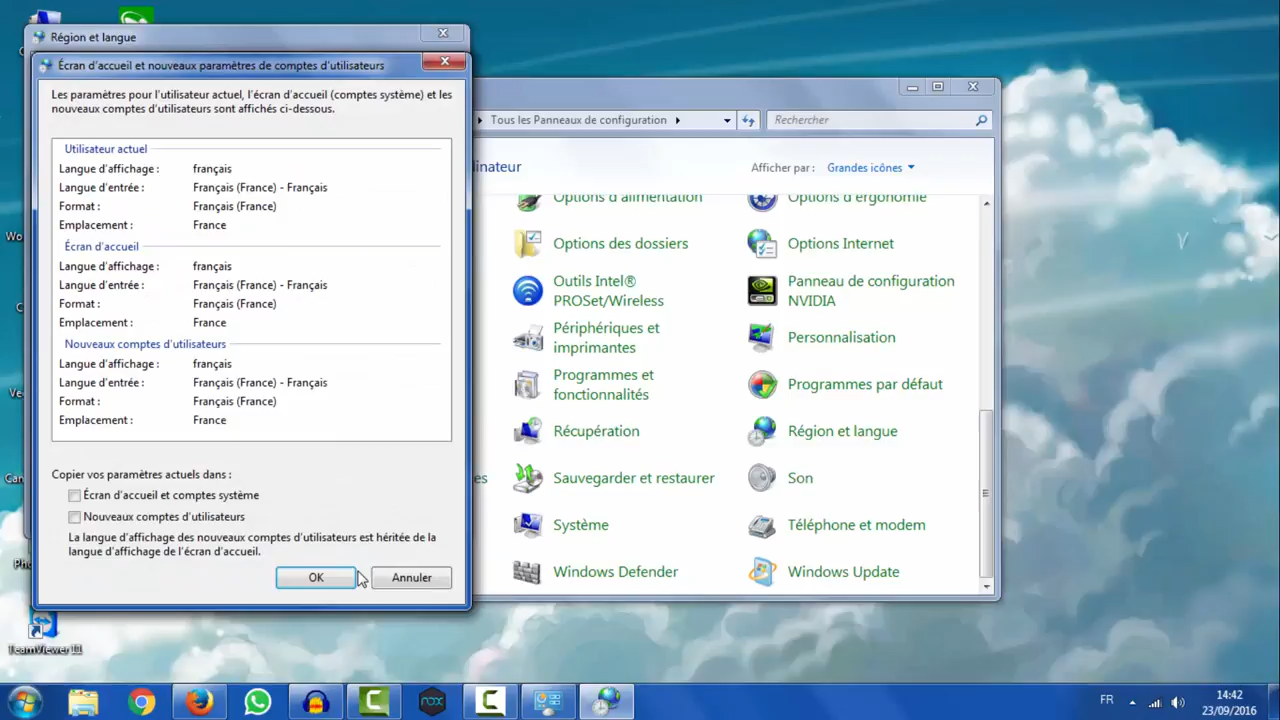 Région et langue
Écran d'accueil et nouveaux paramètres de comptes d'utilisateurs
Les paramètres pour l'utilisateur actuel, l'écran d'accueil (comptes système) et les
nouveaux comptes d'utilisateurs sont affichés ci-dessous.
Utilisateur actuel
Langue d'affichage : français
Langue d'entrée : Français (France) - Français
Format : Français (France)
Emplacement : France
Écran d'accueil
Langue d'affichage : français
Langue d'entrée : Français (France) - Français
Format : Français (France)
Emplacement : France
Nouveaux comptes d'utilisateurs
Langue d'affichage : français
Langue d'entrée : Français (France) - Français
Format : Français (France)
Emplacement : France
Copier vos paramètres actuels dans :
Écran d'accueil et comptes système
Nouveaux comptes d'utilisateurs
La langue d'affichage des nouveaux comptes d'utilisateurs est héritée de la
langue d'affichage de l'écran d'accueil.
OK Annuler
Tous les Panneaux de configuration
Rechercher
Afficher par : Grandes icônes
Options d'alimentation
Options d'ergonomie
Options des dossiers
Options Internet
Outils Intel®
PROSet/Wireless
Panneau de configuration
NVIDIA
Périphériques et
imprimantes
Personnalisation
Programmes et
fonctionnalités
Programmes par défaut
Récupération
Région et langue
Sauvegarder et restaurer
Son
Système
Téléphone et modem
Windows Defender
Windows Update
TeamViewer 11
nox
FR
14:42
23/09/2016